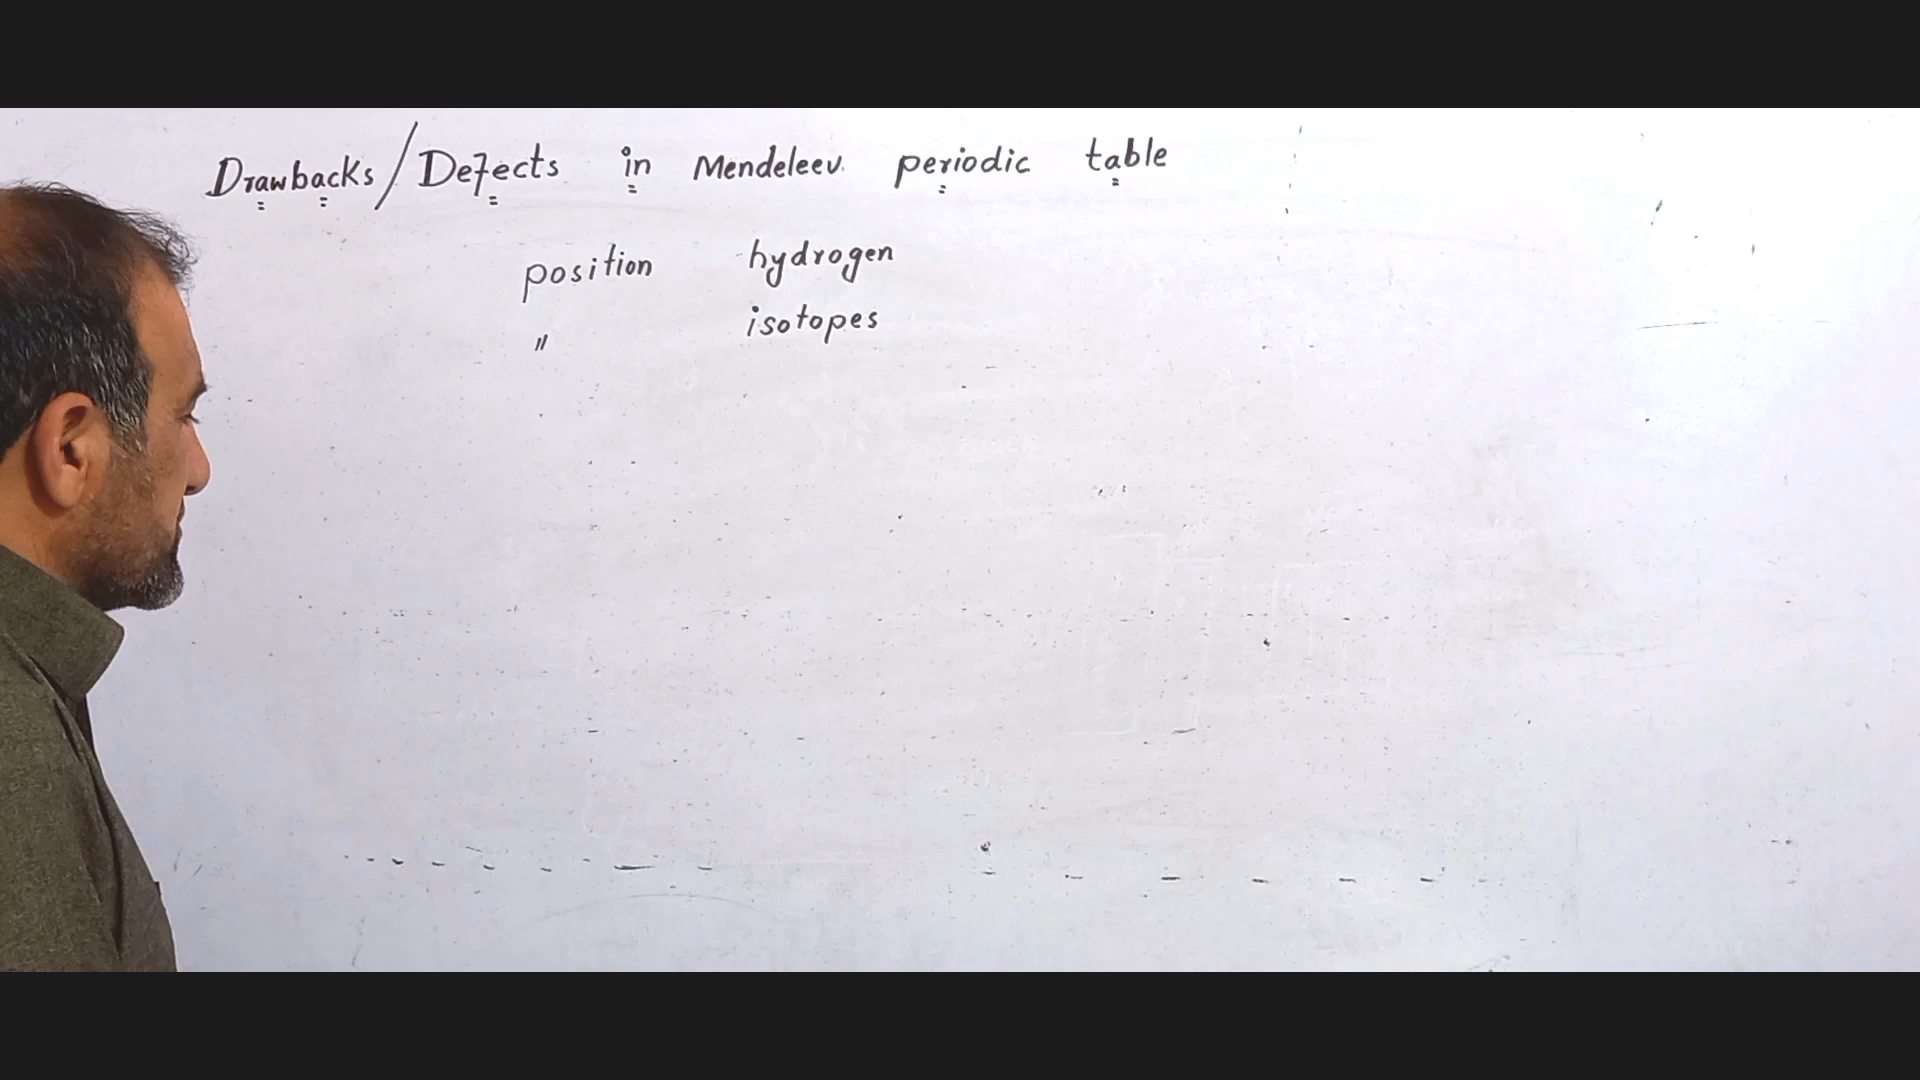 Drawbacks/Defects in Mendeleev periodic table
position hydrogen
" isotopes